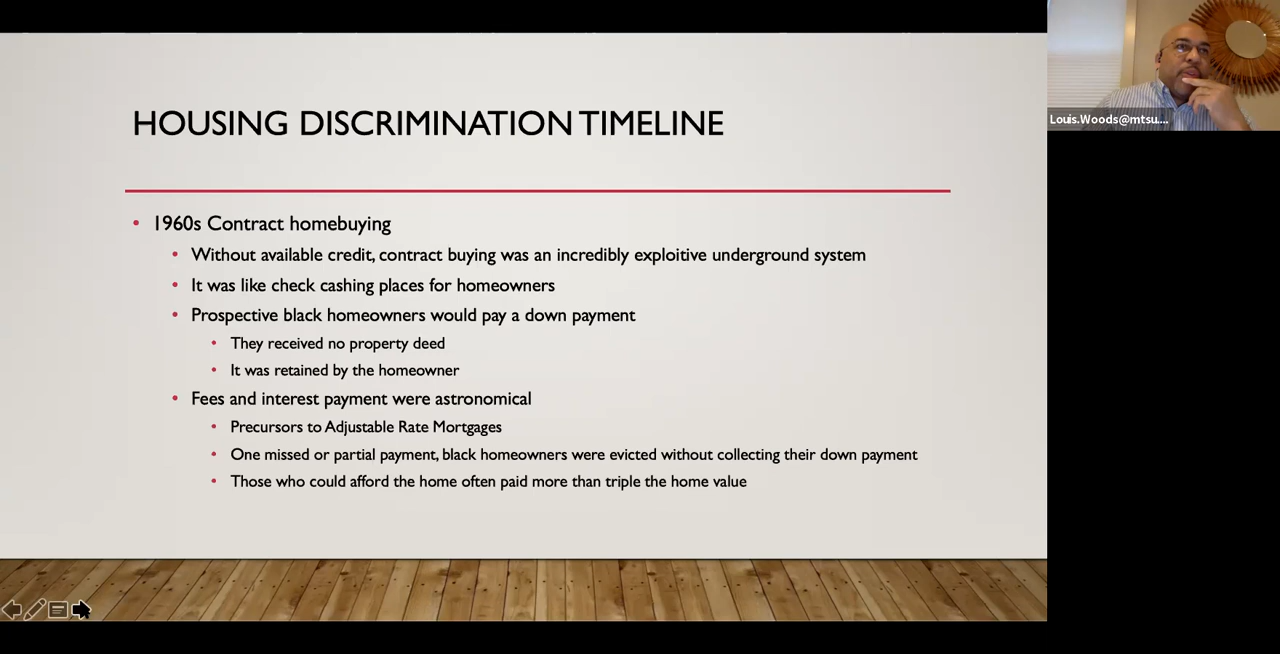 HOUSING DISCRIMINATION TIMELINE
1960s Contract homebuying
Without available credit, contract buying was an incredibly exploitive underground system
It was like check cashing places for homeowners
Prospective black homeowners would pay a down payment
They received no property deed
It was retained by the homeowner
Fees and interest payment were astronomical
Precursors to Adjustable Rate Mortgages
One missed or partial payment, black homeowners were evicted without collecting their down payment
Those who could afford the home often paid more than triple the home value
Louis.Woods@mtsu....